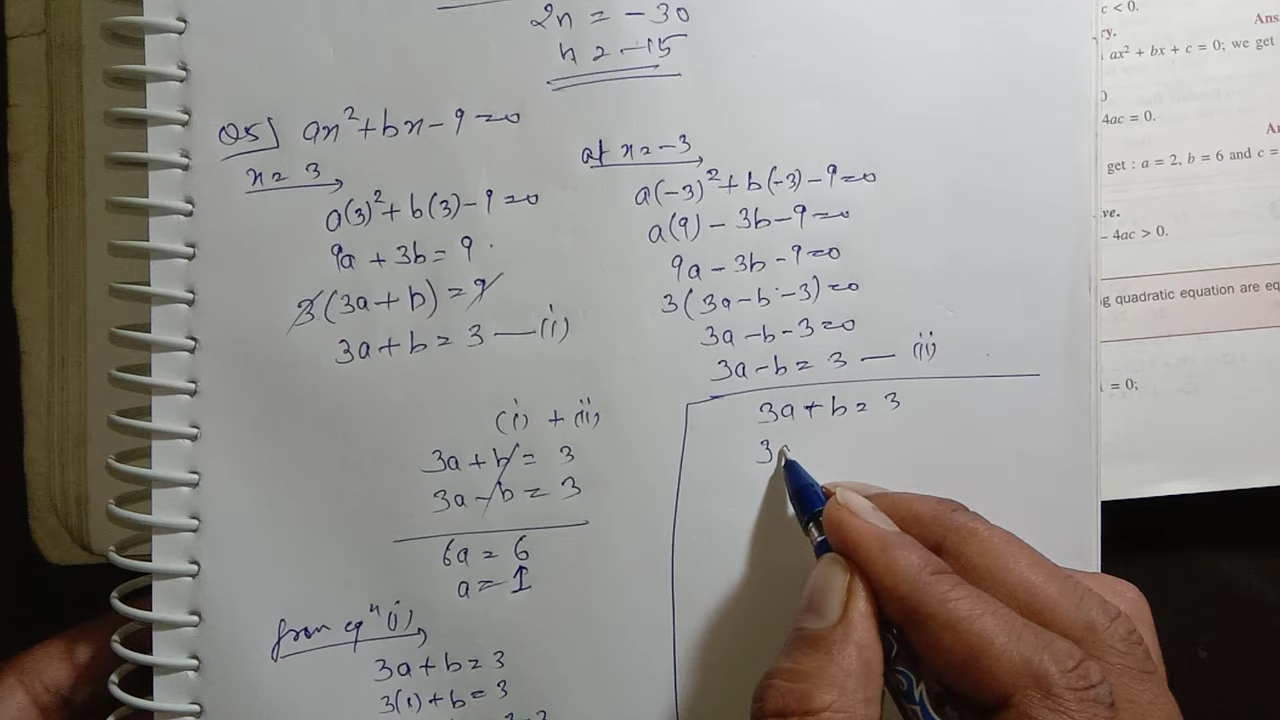 2n = -30
n = -15
Q5] ax²+bx-9=0
x = 3
a(3)²+b(3)-9=0
9a + 3b = 9
3(3a+b) = 9
3a+b = 3 — (i)
at x = -3
a(-3)²+b(-3)-9=0
a(9)-3b-9=0
9a-3b-9=0
3(3a-b-3)=0
3a-b-3=0
3a-b = 3 — (ii)
(i) + (ii)
3a+b = 3
3a-b = 3
6a = 6
a = 1
from eqⁿ (i),
3a+b=3
3(1)+b=3
3a+b = 3
3a
c < 0.
Ans
ry.
ax² + bx + c = 0; we get
4ac = 0.
get : a = 2, b = 6 and c =
ve.
– 4ac > 0.
g quadratic equation are eq
= 0;